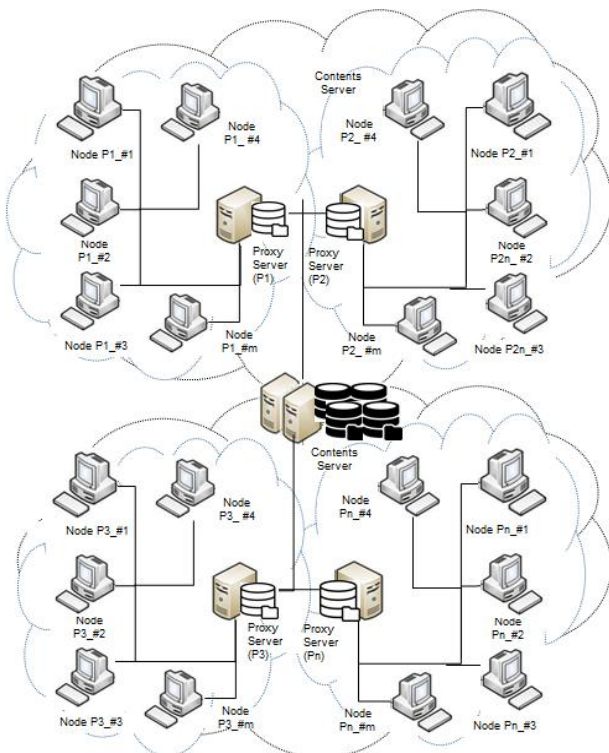 Contents
Server
Node
P1_ #4
Node P1_#1
Node
P2_ #4
Node P2_#1
Node
P1_#2
Proxy
Server
(P1)
Proxy
Server
(P2)
Node
P2n_ #2
Node P1_#3
Node
P1_#m
Node
P2_ #m
Node P2n_#3
Contents
Server
Node
P3_ #4
Node P3_#1
Node
Pn_#4
Node Pn_#1
Node
P3_#2
Proxy
Server
(P3)
Proxy
Server
(Pn)
Node
Pn_#2
Node P3_#3
Node
P3_#m
Node
Pn_#m
Node Pn_#3